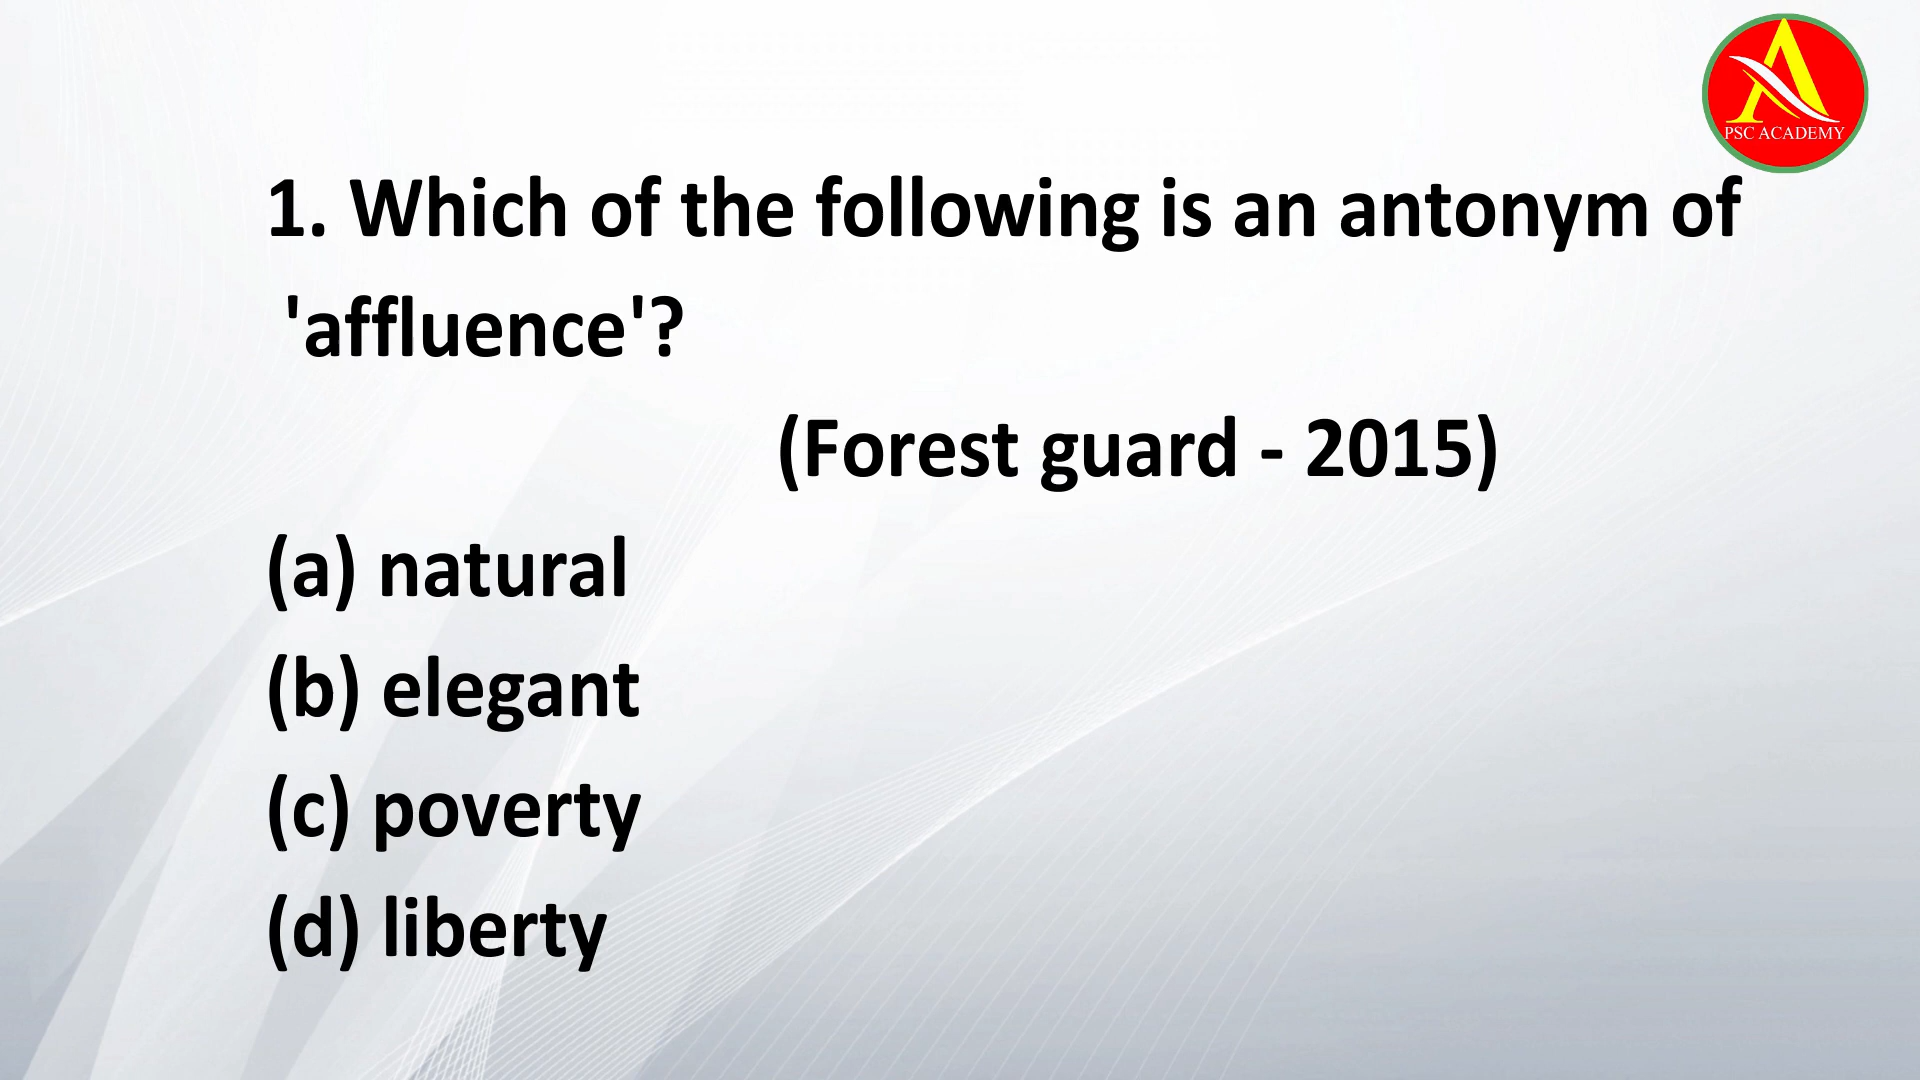 PSC ACADEMY
1. Which of the following is an antonym of
'affluence'?
(Forest guard - 2015)
(a) natural
(b) elegant
(c) poverty
(d) liberty